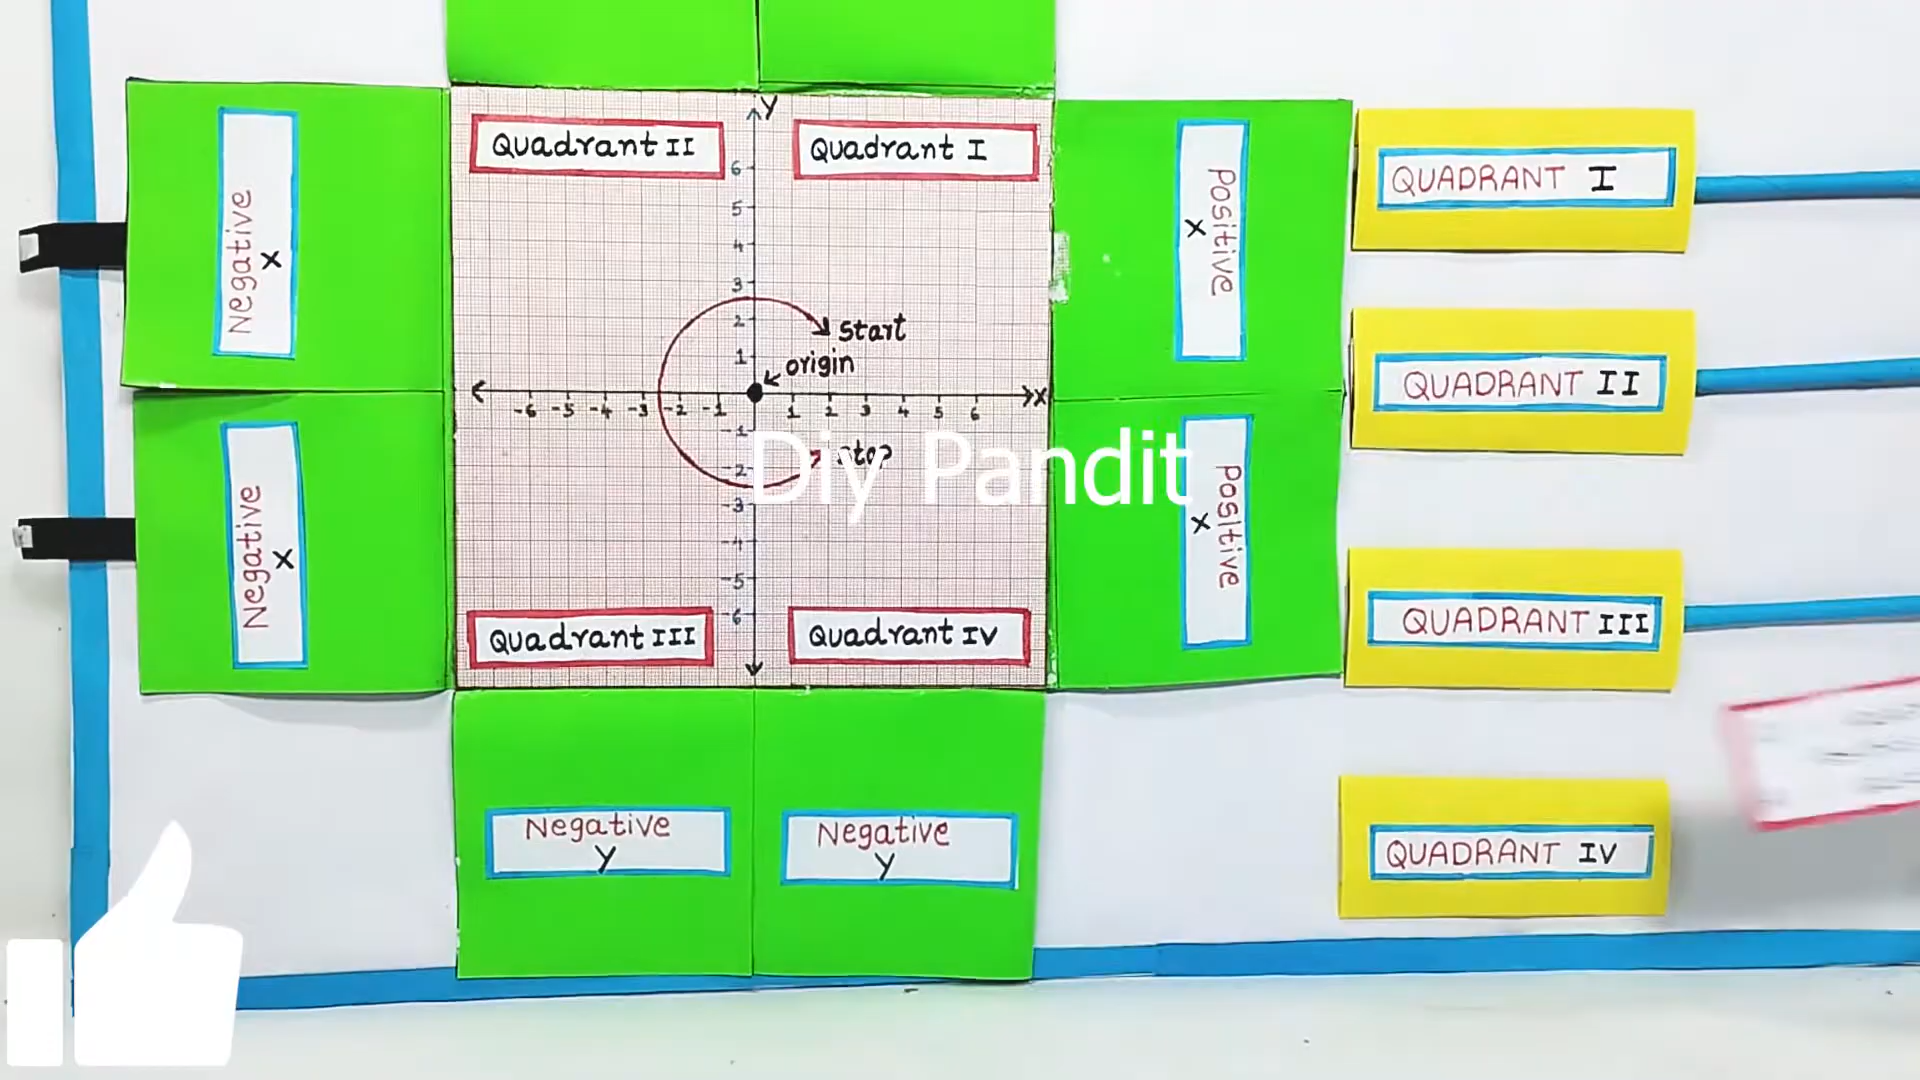 Y
Quadrant II
Quadrant I
QUADRANT I
Negative
X
Positive
X
6
5
4
3
2
1
start
origin
QUADRANT II
-6 -5 -4 -3 -2 -1 1 2 3 4 5 6
X
-1
-2
-3
-4
-5
-6
stop
Diy Pandit
Negative
X
Positive
X
QUADRANT III
Quadrant III
Quadrant IV
Negative
Y
Negative
Y
QUADRANT IV